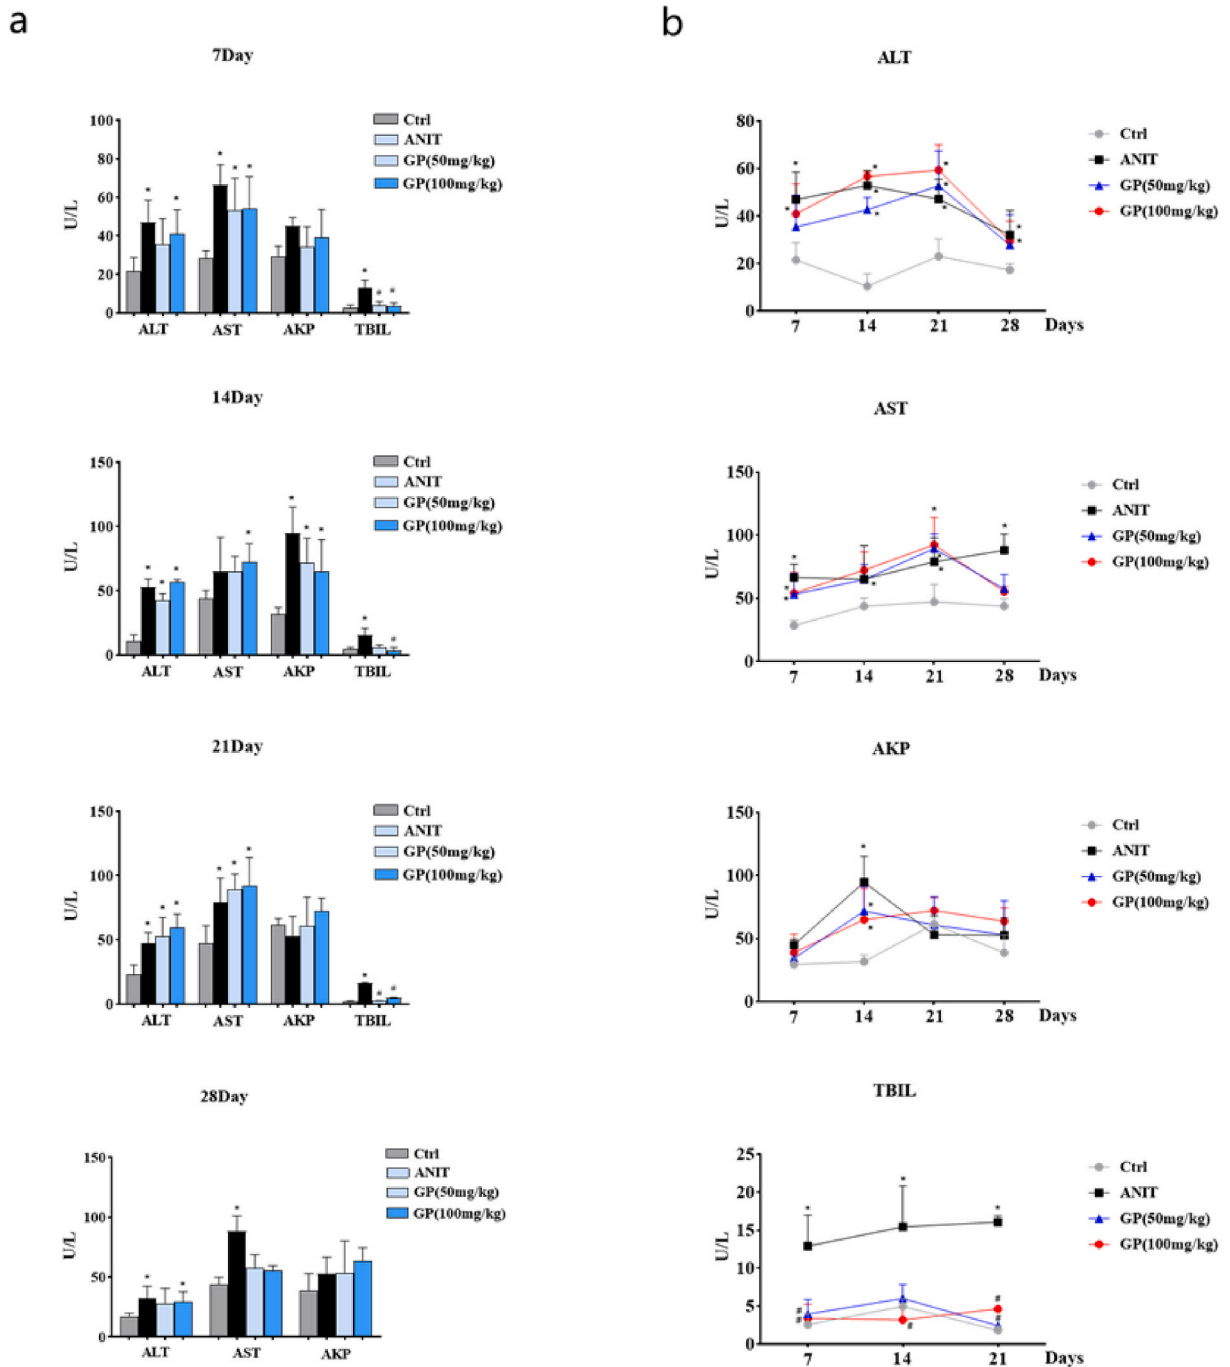 a
7Day
100
80
60
40
20
0
U/L
* * * * * * # #
ALT AST AKP TBIL
Ctrl
ANIT
GP(50mg/kg)
GP(100mg/kg)
14Day
150
100
50
0
U/L
* * * * * * * * #
ALT AST AKP TBIL
Ctrl
ANIT
GP(50mg/kg)
GP(100mg/kg)
21Day
150
100
50
0
U/L
* * * * * * * # #
ALT AST AKP TBIL
Ctrl
ANIT
GP(50mg/kg)
GP(100mg/kg)
28Day
150
100
50
0
U/L
* * *
ALT AST AKP
Ctrl
ANIT
GP(50mg/kg)
GP(100mg/kg)
b
ALT
80
60
40
20
0
U/L
* * * * * * * * *
7 14 21 28 Days
Ctrl
ANIT
GP(50mg/kg)
GP(100mg/kg)
AST
150
100
50
0
U/L
* * * * * * * *
7 14 21 28 Days
Ctrl
ANIT
GP(50mg/kg)
GP(100mg/kg)
AKP
150
100
50
0
U/L
* * *
7 14 21 28 Days
Ctrl
ANIT
GP(50mg/kg)
GP(100mg/kg)
TBIL
25
20
15
10
5
0
U/L
* * * # # # # #
7 14 21 Days
Ctrl
ANIT
GP(50mg/kg)
GP(100mg/kg)